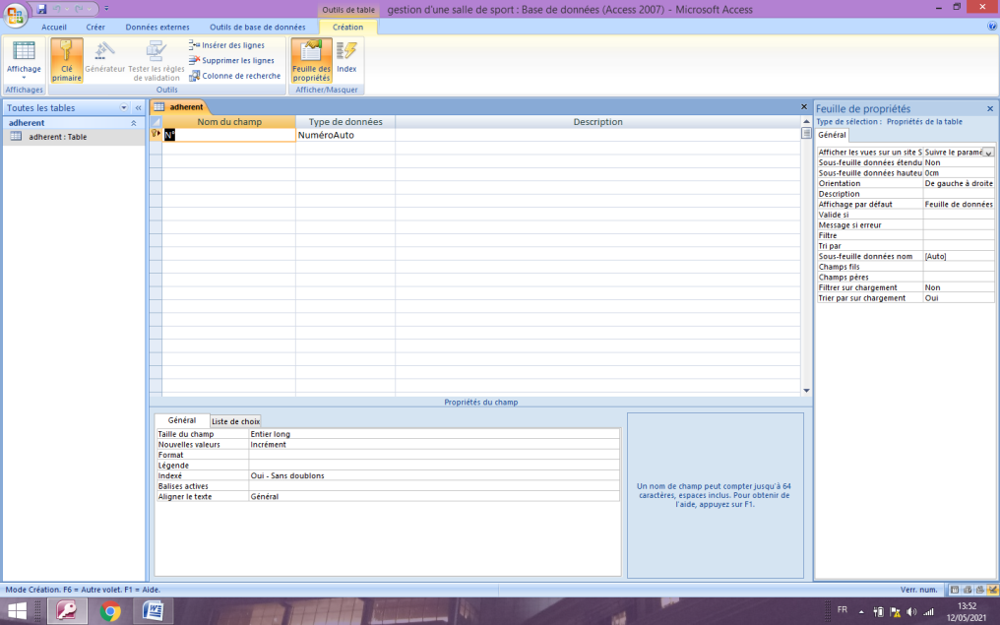 Outils de table
gestion d'une salle de sport : Base de données (Access 2007) - Microsoft Access
Accueil Créer Données externes Outils de base de données Création
Affichage
Clé primaire
Générateur
Tester les règles de validation
Insérer des lignes
Supprimer les lignes
Colonne de recherche
Feuille des propriétés
Index
Affichages Outils Afficher/Masquer
Toutes les tables
adherent
adherent : Table
adherent
Nom du champ Type de données Description
N° NuméroAuto
Propriétés du champ
Général Liste de choix
Taille du champ Entier long
Nouvelles valeurs Incrément
Format
Légende
Indexé Oui - Sans doublons
Balises actives
Aligner le texte Général
Un nom de champ peut compter jusqu'à 64
caractères, espaces inclus. Pour obtenir de
l'aide, appuyez sur F1.
Feuille de propriétés
Type de sélection : Propriétés de la table
Général
Afficher les vues sur un site S Suivre le paramé
Sous-feuille données étendu Non
Sous-feuille données hauteu 0cm
Orientation De gauche à droite
Description
Affichage par défaut Feuille de données
Valide si
Message si erreur
Filtre
Tri par
Sous-feuille données nom [Auto]
Champs fils
Champs pères
Filtrer sur chargement Non
Trier par sur chargement Oui
Mode Création. F6 = Autre volet. F1 = Aide.
Verr. num.
FR
13:52
12/05/2021